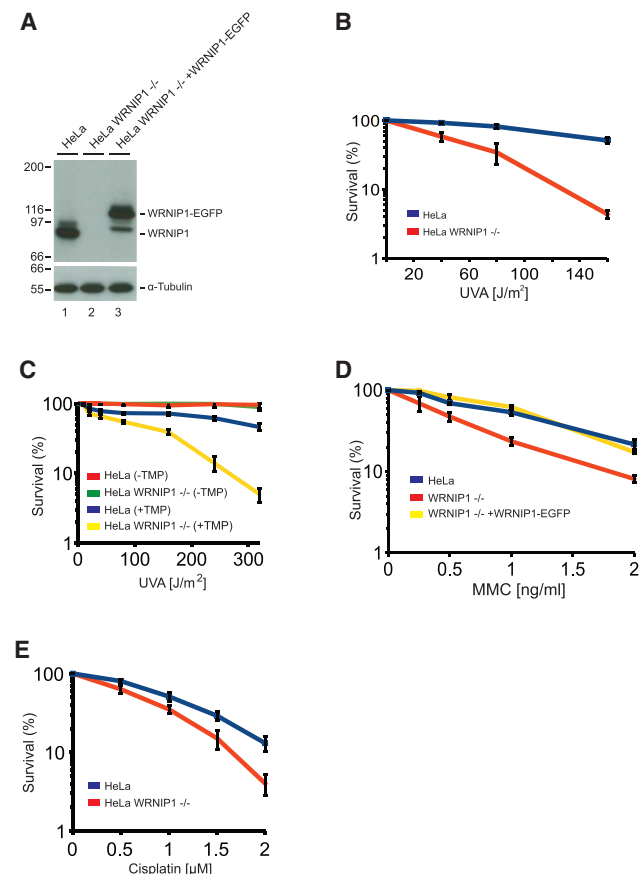 A
HeLa
HeLa WRNIP1 -/-
HeLa WRNIP1 -/- +WRNIP1-EGFP
200
116
97
66
66
55
WRNIP1-EGFP
WRNIP1
α-Tubulin
1 2 3
B
Survival (%)
100
10
1
HeLa
HeLa WRNIP1 -/-
20 60 100 140
UVA [J/m²]
C
Survival (%)
100
10
1
HeLa (-TMP)
HeLa WRNIP1 -/- (-TMP)
HeLa (+TMP)
HeLa WRNIP1 -/- (+TMP)
0 100 200 300
UVA [J/m²]
D
Survival (%)
100
10
1
HeLa
WRNIP1 -/-
WRNIP1 -/- +WRNIP1-EGFP
0 0.5 1 1.5 2
MMC [ng/ml]
E
Survival (%)
100
10
1
HeLa
HeLa WRNIP1 -/-
0 0.5 1 1.5 2
Cisplatin [µM]